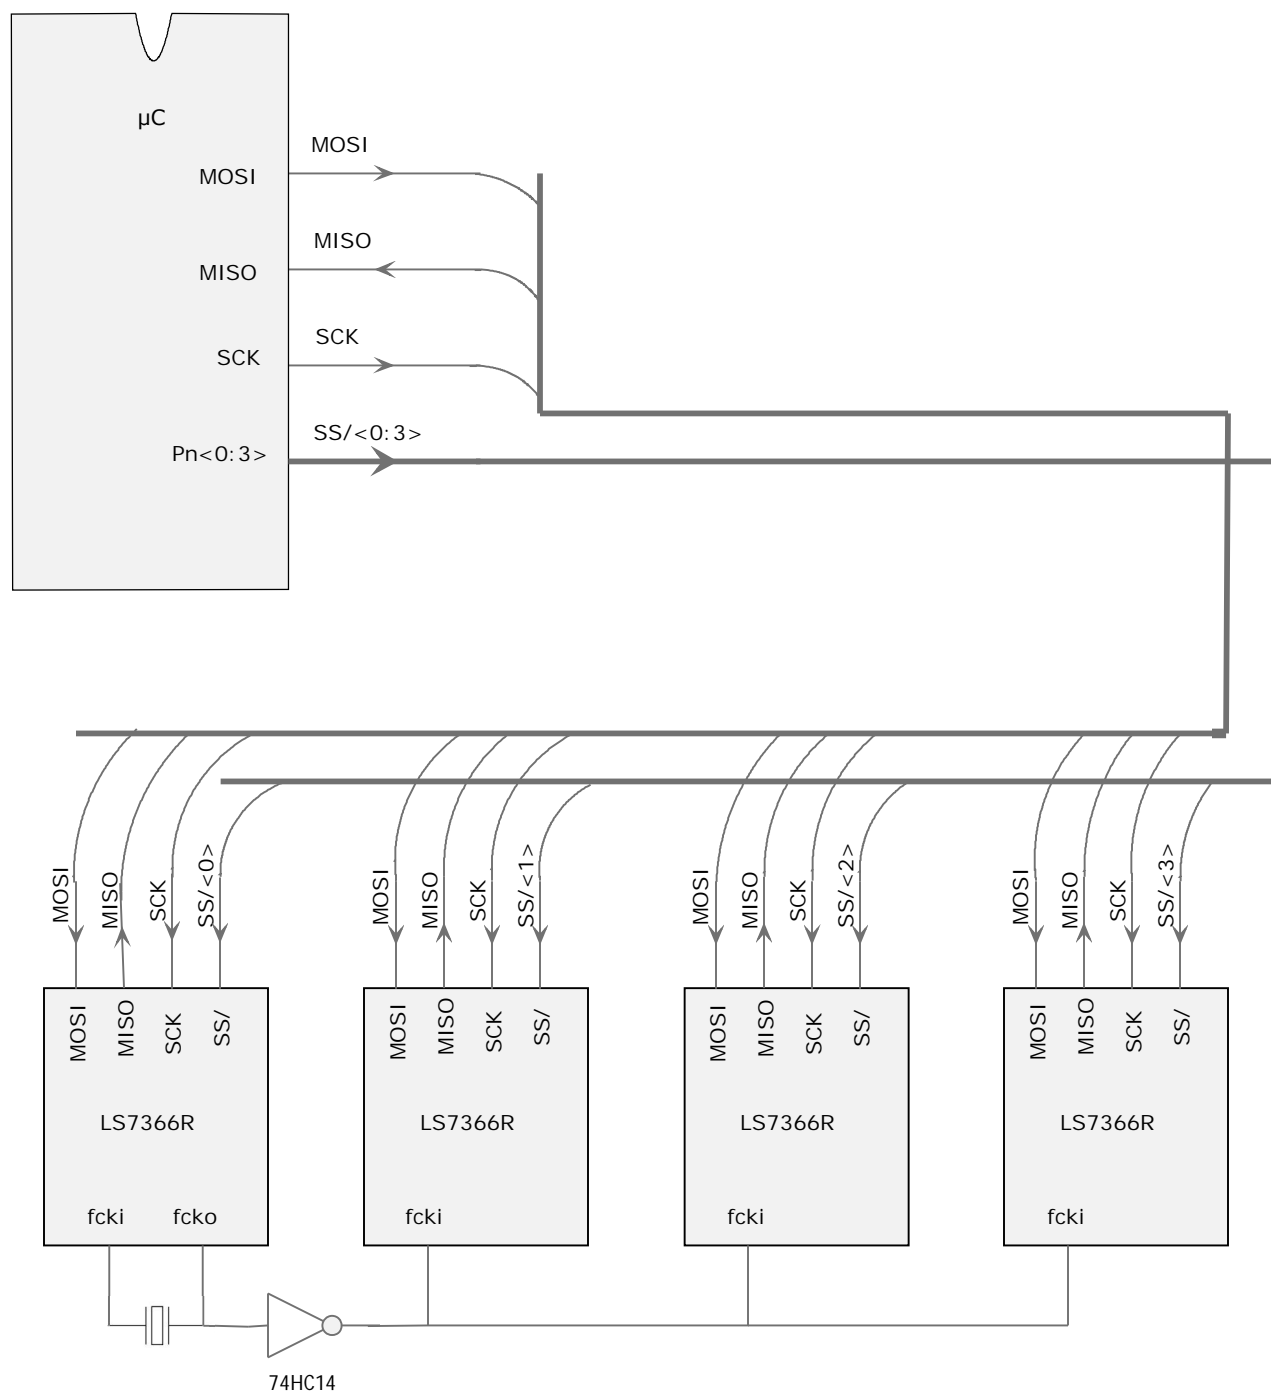 µC
MOSI
MOSI
MISO
MISO
SCK
SCK
SS/<0:3>
Pn<0:3>
MOSI
MISO
SCK
SS/<0>
MOSI
MISO
SCK
SS/<1>
MOSI
MISO
SCK
SS/<2>
MOSI
MISO
SCK
SS/<3>
MOSI
MISO
SCK
SS/
MOSI
MISO
SCK
SS/
MOSI
MISO
SCK
SS/
MOSI
MISO
SCK
SS/
LS7366R
LS7366R
LS7366R
LS7366R
fcki
fcko
fcki
fcki
fcki
74HC14